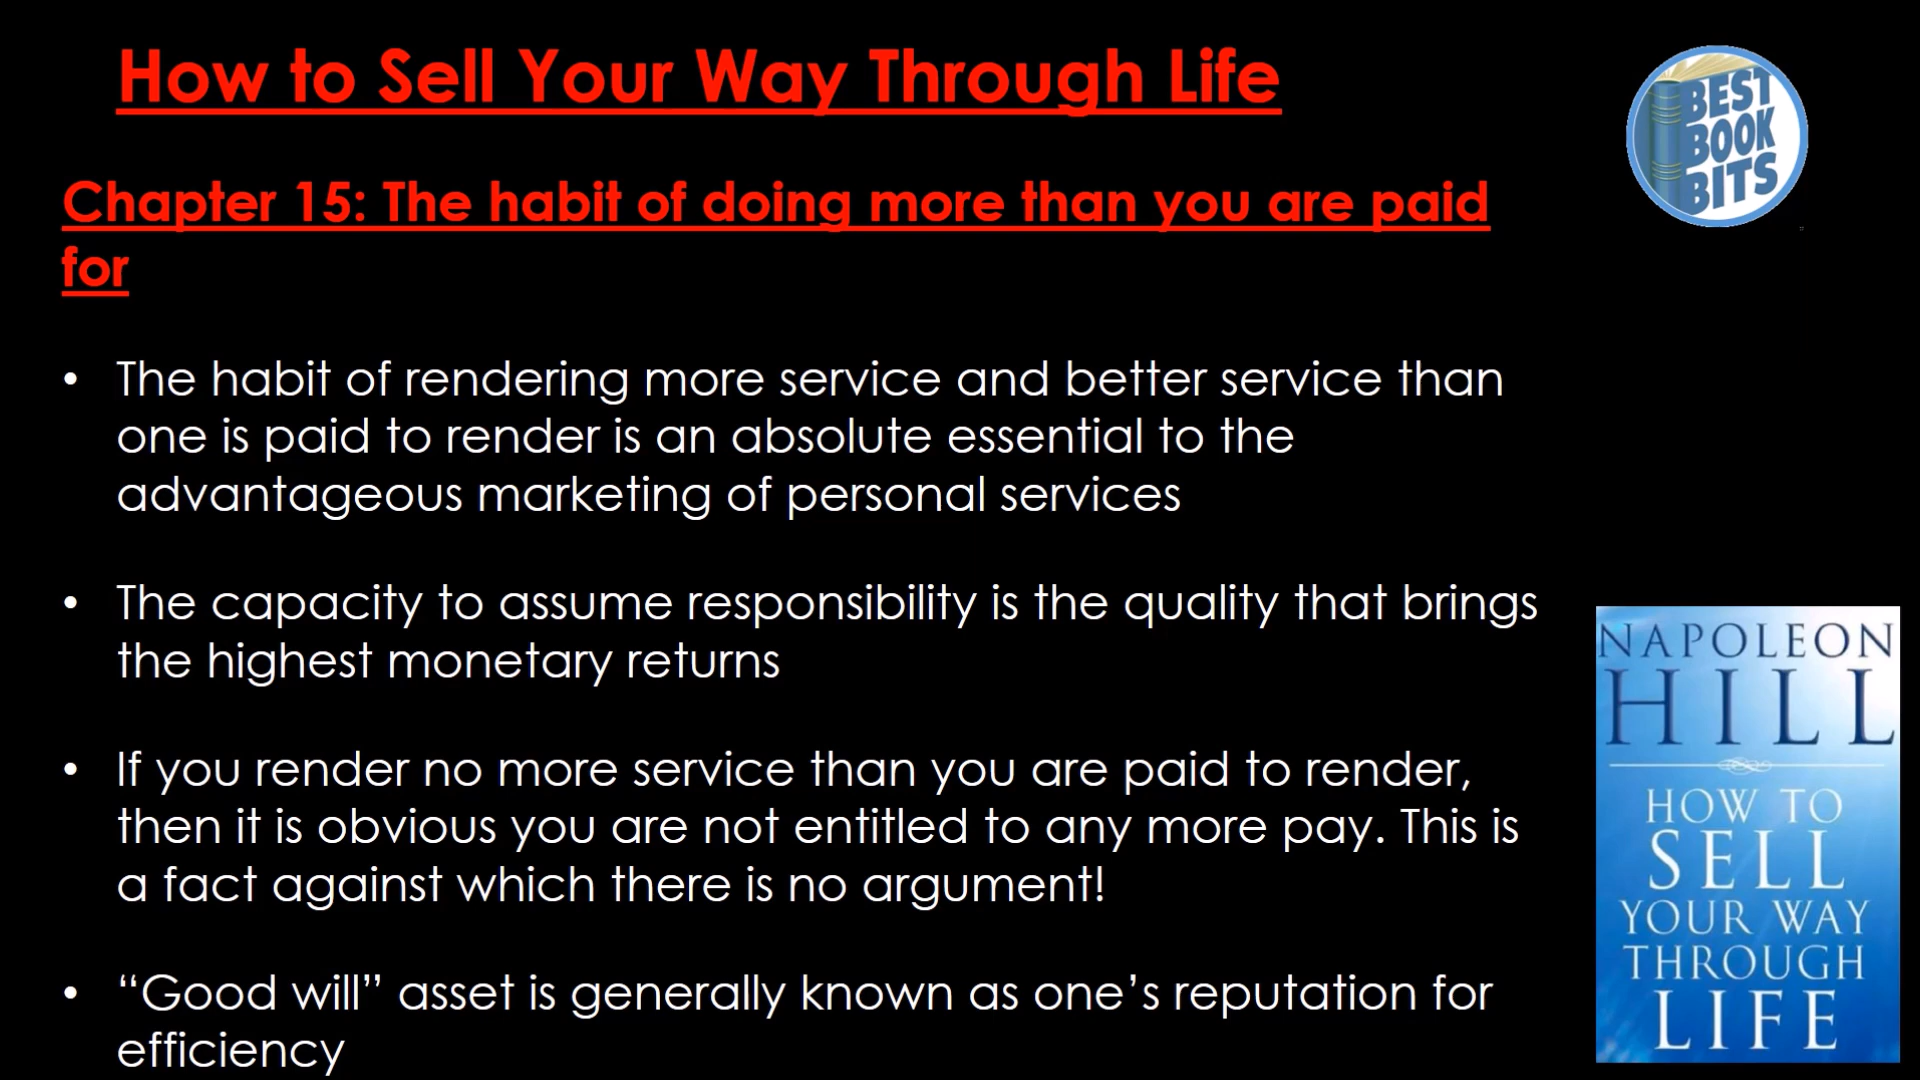 How to Sell Your Way Through Life
BEST
BOOK
BITS
Chapter 15: The habit of doing more than you are paid
for
• The habit of rendering more service and better service than
one is paid to render is an absolute essential to the
advantageous marketing of personal services
• The capacity to assume responsibility is the quality that brings
the highest monetary returns
• If you render no more service than you are paid to render,
then it is obvious you are not entitled to any more pay. This is
a fact against which there is no argument!
• “Good will” asset is generally known as one’s reputation for
efficiency
NAPOLEON
HILL
HOW TO
SELL
YOUR WAY
THROUGH
LIFE